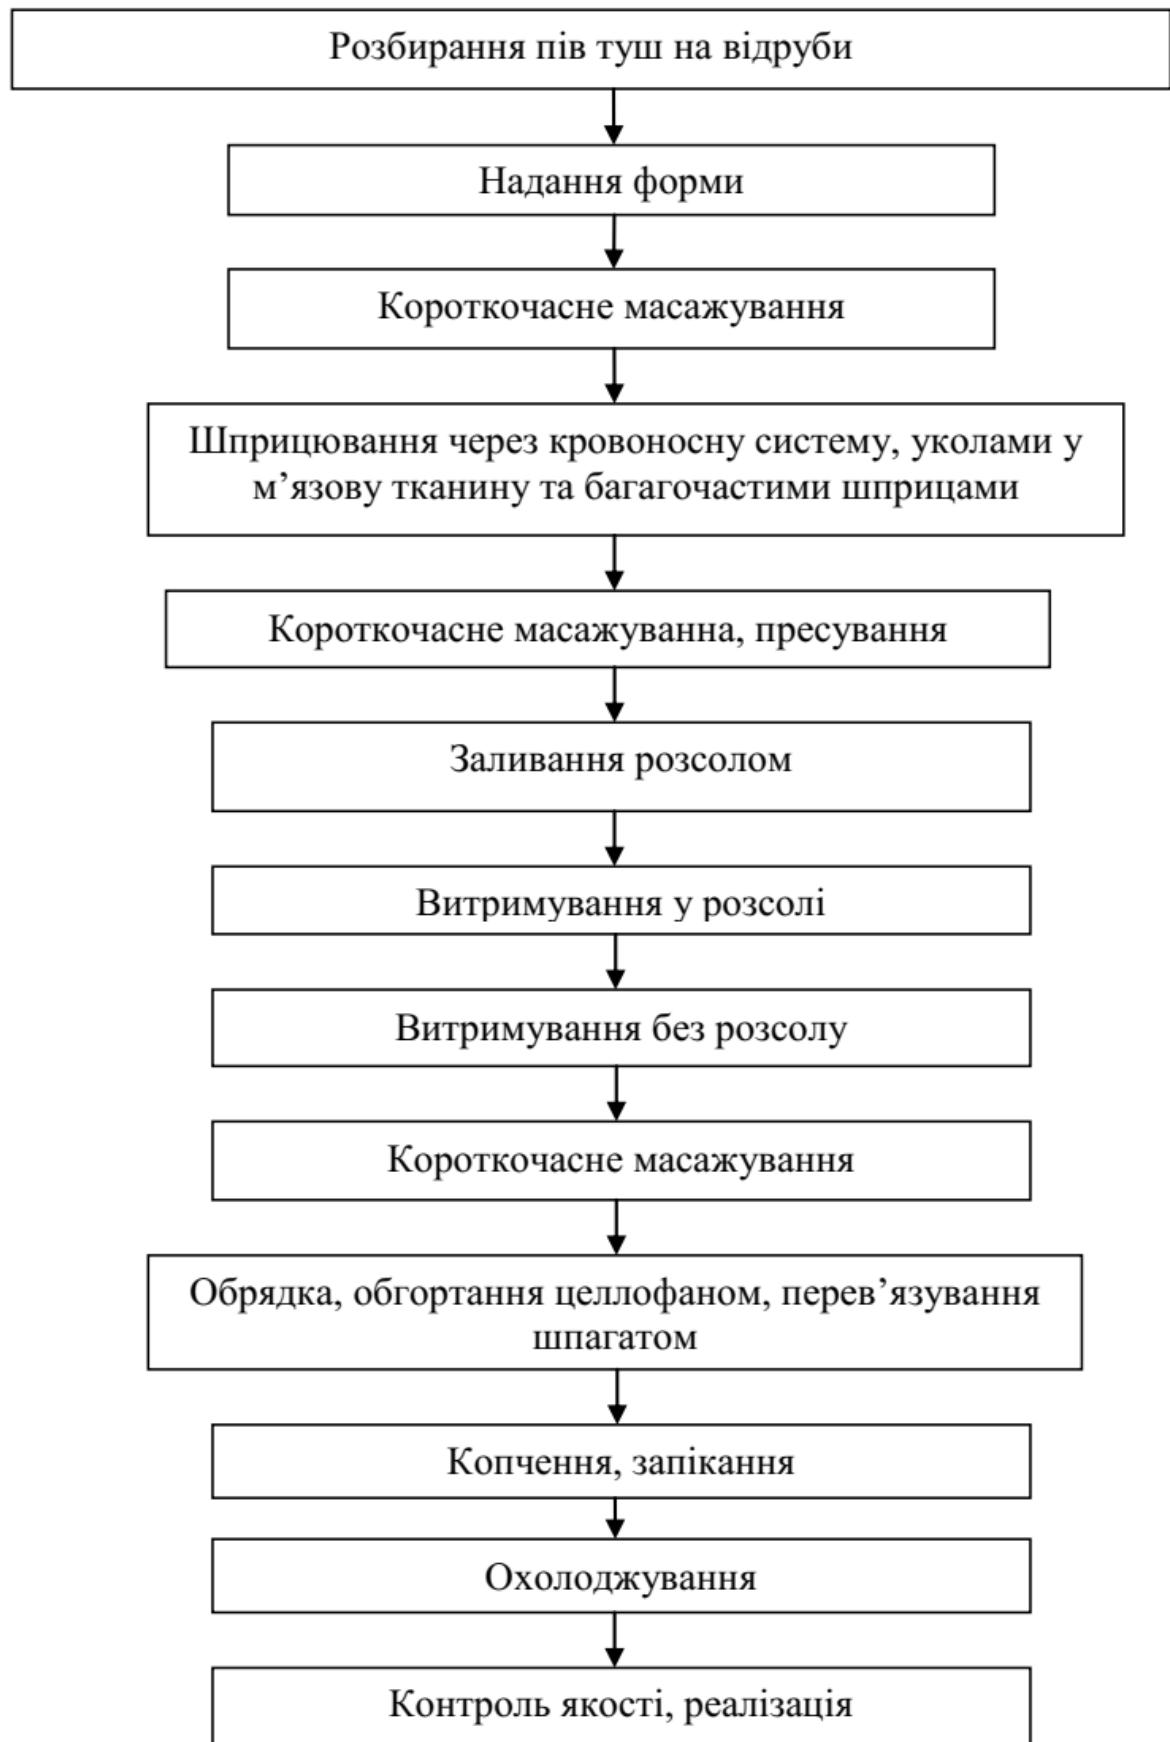 Розбирання пів туш на відруби
Надання форми
Короткочасне масажування
Шприцювання через кровоносну систему, уколами у
м’язову тканину та багагочастими шприцами
Короткочасне масажуванна, пресування
Заливання розсолом
Витримування у розсолі
Витримування без розсолу
Короткочасне масажування
Обрядка, обгортання целлофаном, перев’язування
шпагатом
Копчення, запікання
Охолоджування
Контроль якості, реалізація